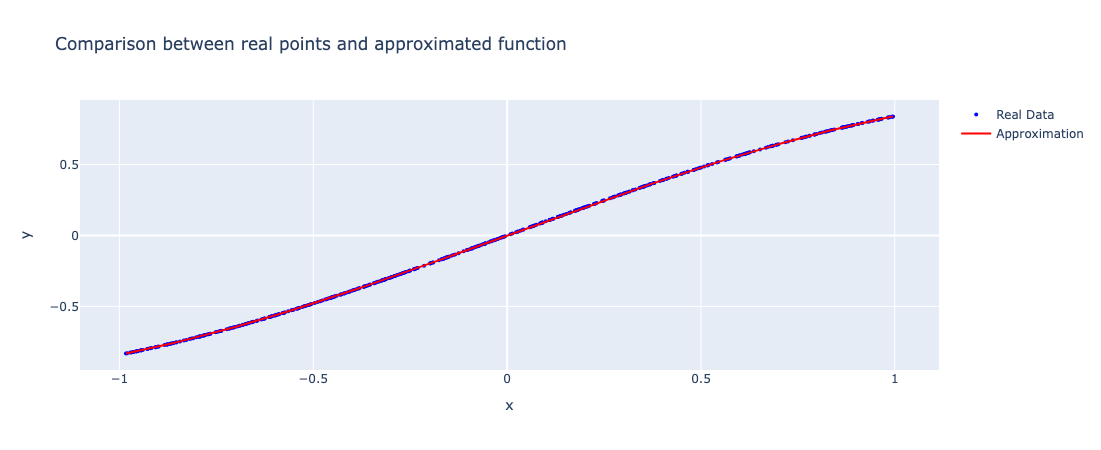 Comparison between real points and approximated function
Real Data
Approximation
0.5
0
−0.5
y
−1
−0.5
0
0.5
1
x